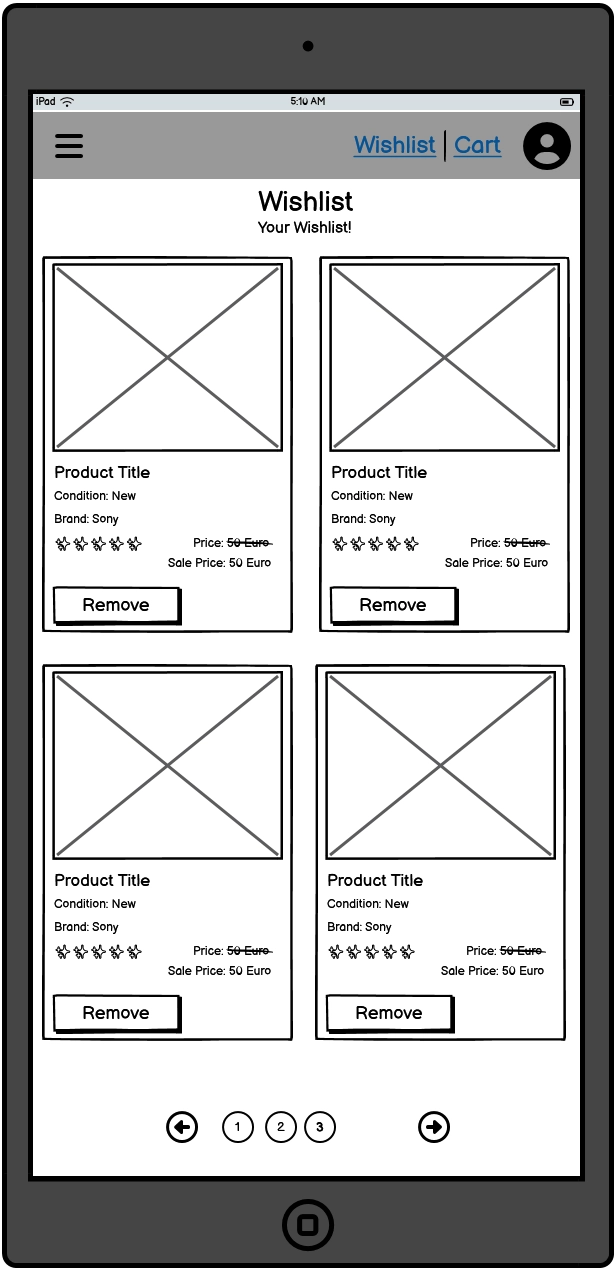 iPad 5:10 AM
Wishlist Cart
Wishlist
Your Wishlist!
Product Title
Condition: New
Brand: Sony
Price: 50 Euro
Sale Price: 50 Euro
Remove
Product Title
Condition: New
Brand: Sony
Price: 50 Euro
Sale Price: 50 Euro
Remove
Product Title
Condition: New
Brand: Sony
Price: 50 Euro
Sale Price: 50 Euro
Remove
Product Title
Condition: New
Brand: Sony
Price: 50 Euro
Sale Price: 50 Euro
Remove
1 2 3